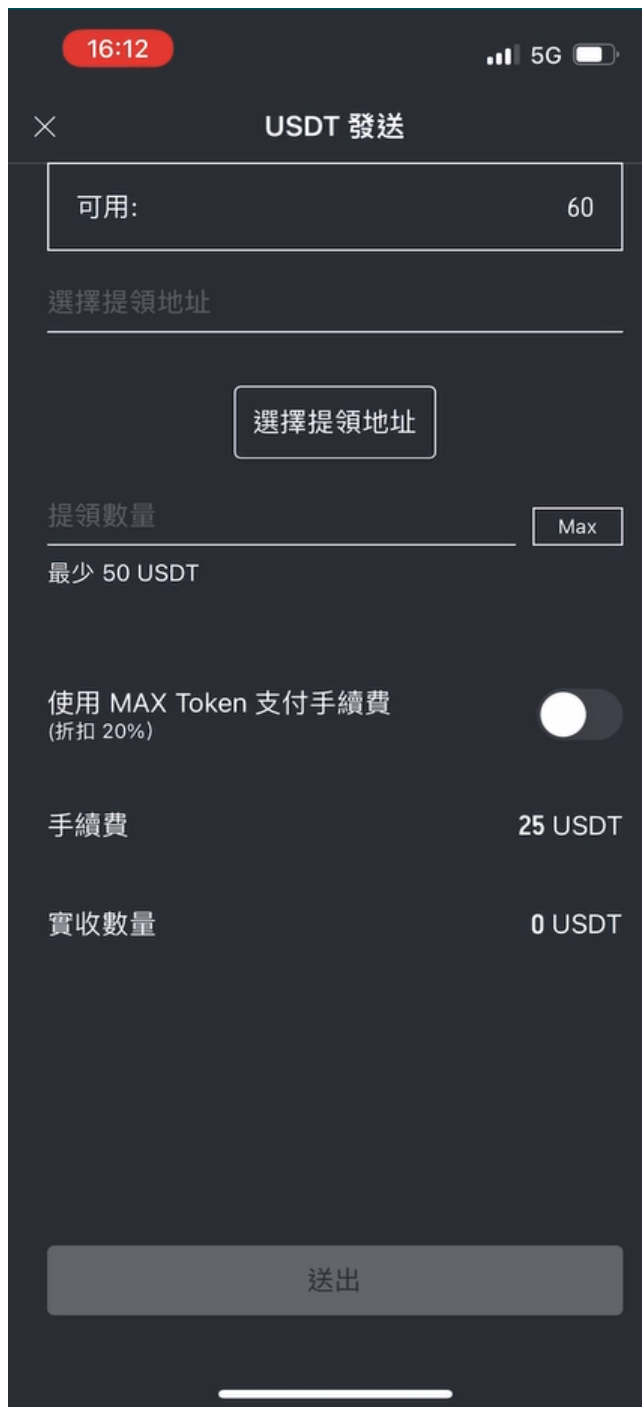 16:12
5G
USDT 發送
可用: 60
選擇提領地址
選擇提領地址
提領數量
Max
最少 50 USDT
使用 MAX Token 支付手續費
(折扣 20%)
手續費 25 USDT
實收數量 0 USDT
送出